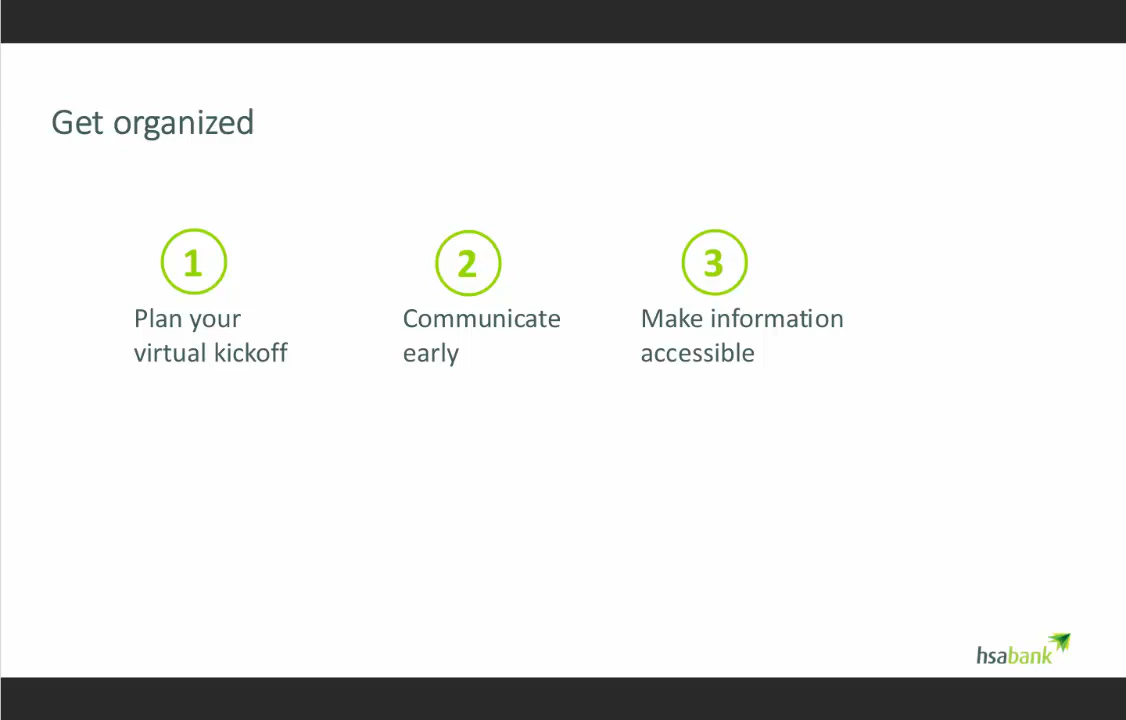 Get organized
1
Plan your
virtual kickoff
2
Communicate
early
3
Make information
accessible
hsabank